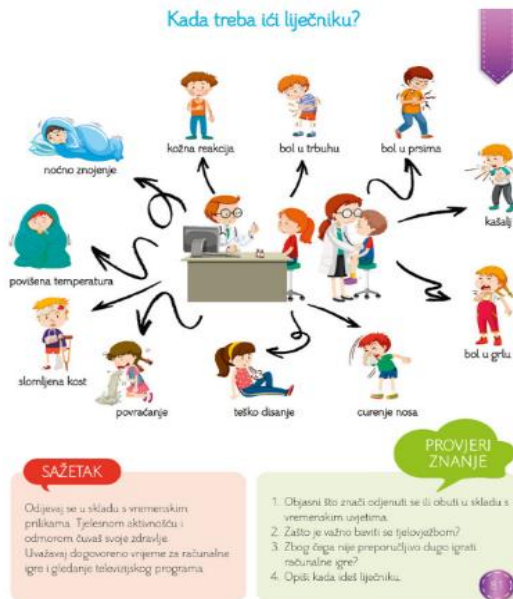 Kada treba ići liječniku?
kožna reakcija
bol u trbuhu
bol u prsima
noćno znojenje
kašalj
povišena temperatura
bol u grlu
slomljena kost
povraćanje
teško disanje
curenje nosa
SAŽETAK
Odijevaj se u skladu s vremenskim
prilikama. Tjelesnom aktivnošću i
odmorom čuvaš svoje zdravlje.
Uvažavaj dogovoreno vrijeme za računalne
igre i gledanje televizijskog programa.
PROVJERI
ZNANJE
1. Objasni što znači odjenuti se ili obuti u skladu s
vremenskim uvjetima.
2. Zašto je važno baviti se tjelovježbom?
3. Zbog čega nije preporučljivo dugo igrati
računalne igre?
4. Opiši kada ideš liječniku.
81